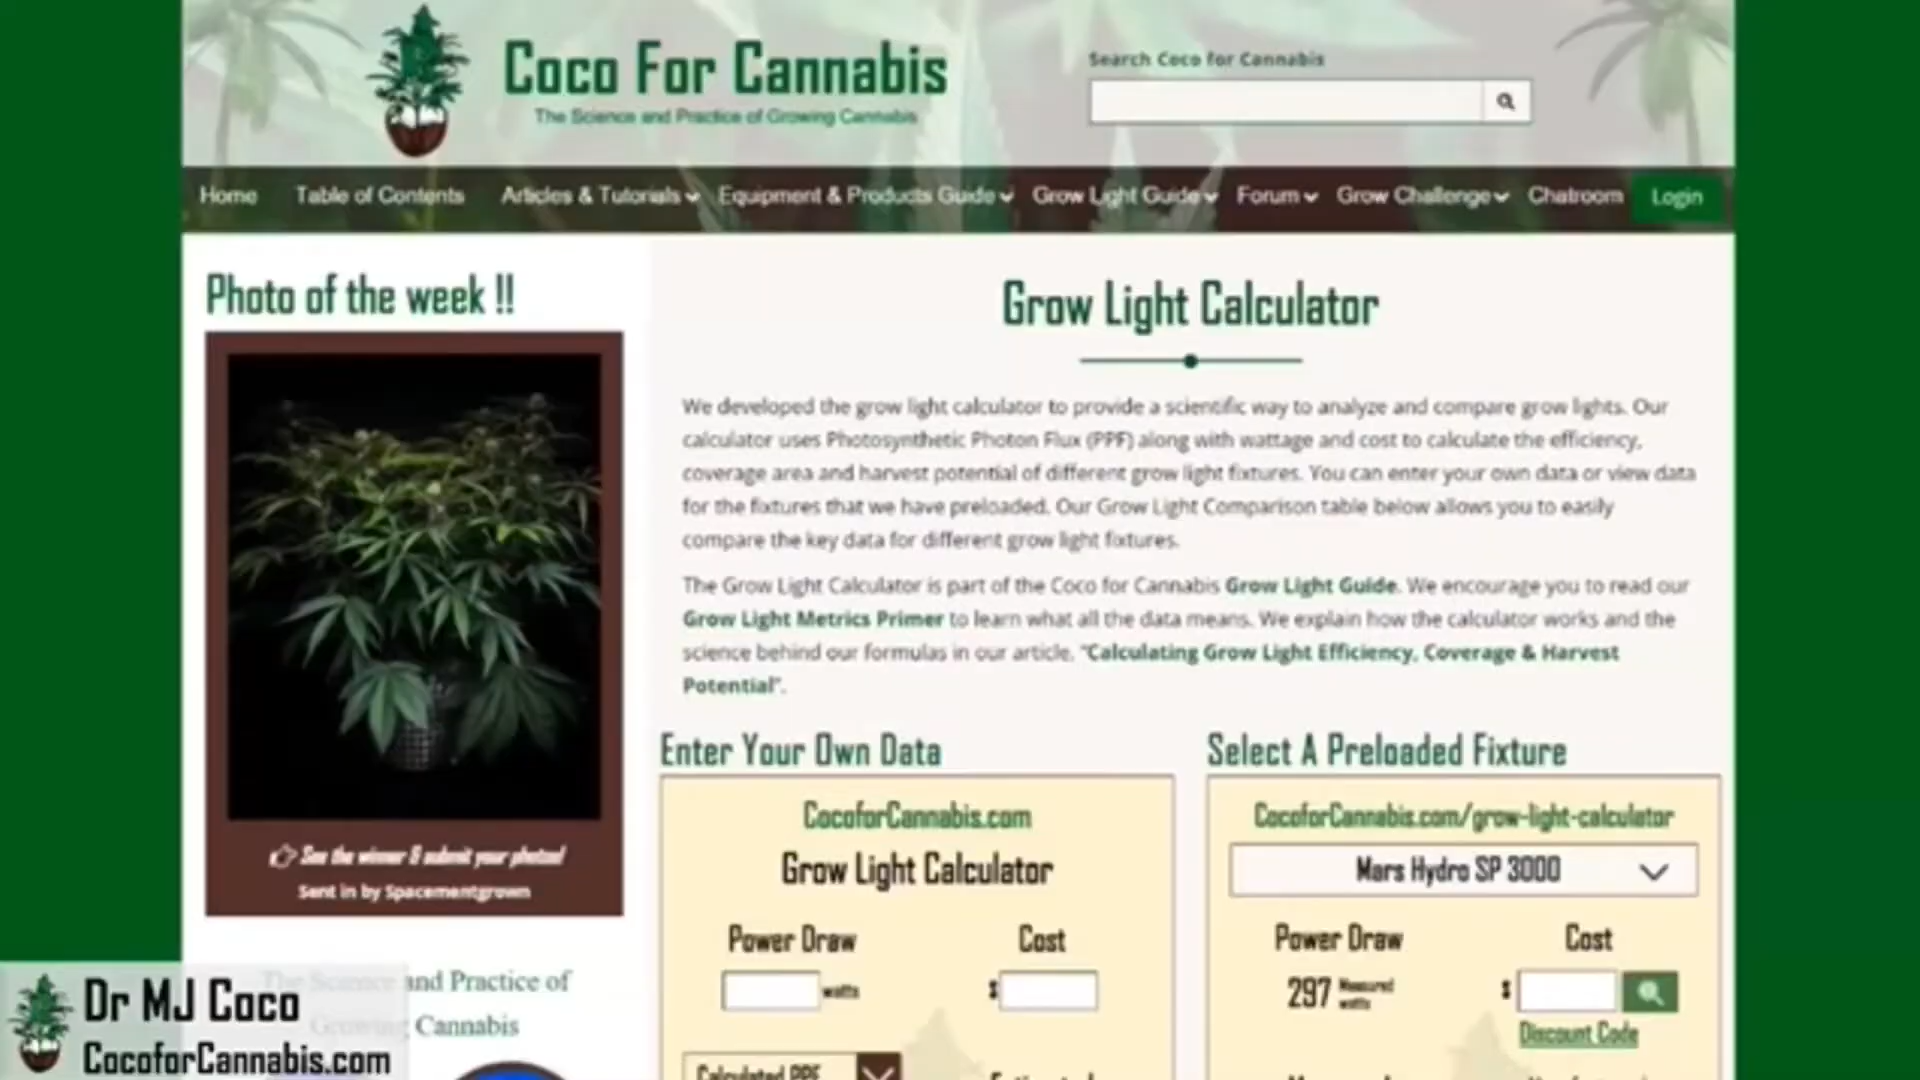 Coco For Cannabis
The Science and Practice of Growing Cannabis
Search Coco for Cannabis
Home Table of Contents Articles & Tutorials Equipment & Products Guide Grow Light Guide Forum Grow Challenge Chatroom Login
Photo of the week !!
See the winner & submit your photos!
Sent in by Spacementgrown
The Science and Practice of
Growing Cannabis
Grow Light Calculator
We developed the grow light calculator to provide a scientific way to analyze and compare grow lights. Our
calculator uses Photosynthetic Photon Flux (PPF) along with wattage and cost to calculate the efficiency,
coverage area and harvest potential of different grow light fixtures. You can enter your own data or view data
for the fixtures that we have preloaded. Our Grow Light Comparison table below allows you to easily
compare the key data for different grow light fixtures.
The Grow Light Calculator is part of the Coco for Cannabis Grow Light Guide. We encourage you to read our
Grow Light Metrics Primer to learn what all the data means. We explain how the calculator works and the
science behind our formulas in our article, "Calculating Grow Light Efficiency, Coverage & Harvest
Potential".
Enter Your Own Data
CocoforCannabis.com
Grow Light Calculator
Power Draw Cost
watts $
Calculated PPF
Estimated
Select A Preloaded Fixture
CocoforCannabis.com/grow-light-calculator
Mars Hydro SP 3000
Power Draw Cost
297 Measured watts $
Discount Code
Dr MJ Coco
CocoforCannabis.com